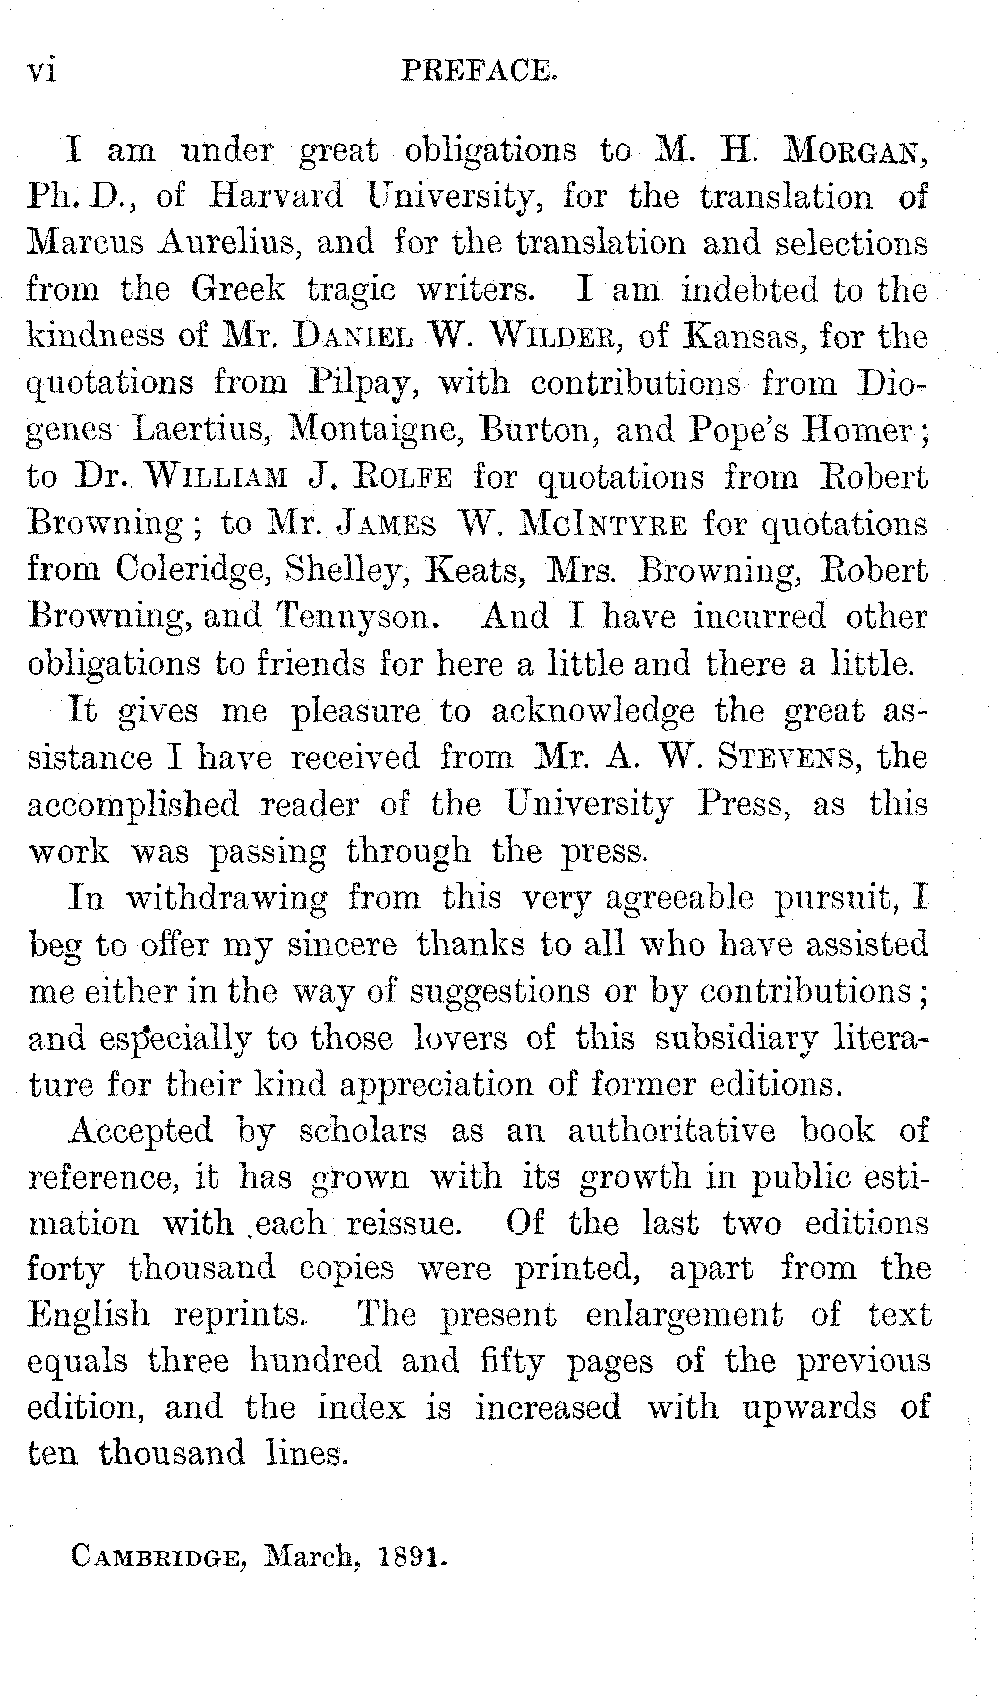 vi PREFACE.
I am under great obligations to M. H. MORGAN,
Ph. D., of Harvard University, for the translation of
Marcus Aurelius, and for the translation and selections
from the Greek tragic writers. I am indebted to the
kindness of Mr. DANIEL W. WILDER, of Kansas, for the
quotations from Pilpay, with contributions from Dio-
genes Laertius, Montaigne, Burton, and Pope's Homer;
to Dr. WILLIAM J. ROLFE for quotations from Robert
Browning; to Mr. JAMES W. MCINTYRE for quotations
from Coleridge, Shelley, Keats, Mrs. Browning, Robert
Browning, and Tennyson. And I have incurred other
obligations to friends for here a little and there a little.
It gives me pleasure to acknowledge the great as-
sistance I have received from Mr. A. W. STEVENS, the
accomplished reader of the University Press, as this
work was passing through the press.
In withdrawing from this very agreeable pursuit, I
beg to offer my sincere thanks to all who have assisted
me either in the way of suggestions or by contributions;
and especially to those lovers of this subsidiary litera-
ture for their kind appreciation of former editions.
Accepted by scholars as an authoritative book of
reference, it has grown with its growth in public esti-
mation with each reissue. Of the last two editions
forty thousand copies were printed, apart from the
English reprints. The present enlargement of text
equals three hundred and fifty pages of the previous
edition, and the index is increased with upwards of
ten thousand lines.
CAMBRIDGE, March, 1891.